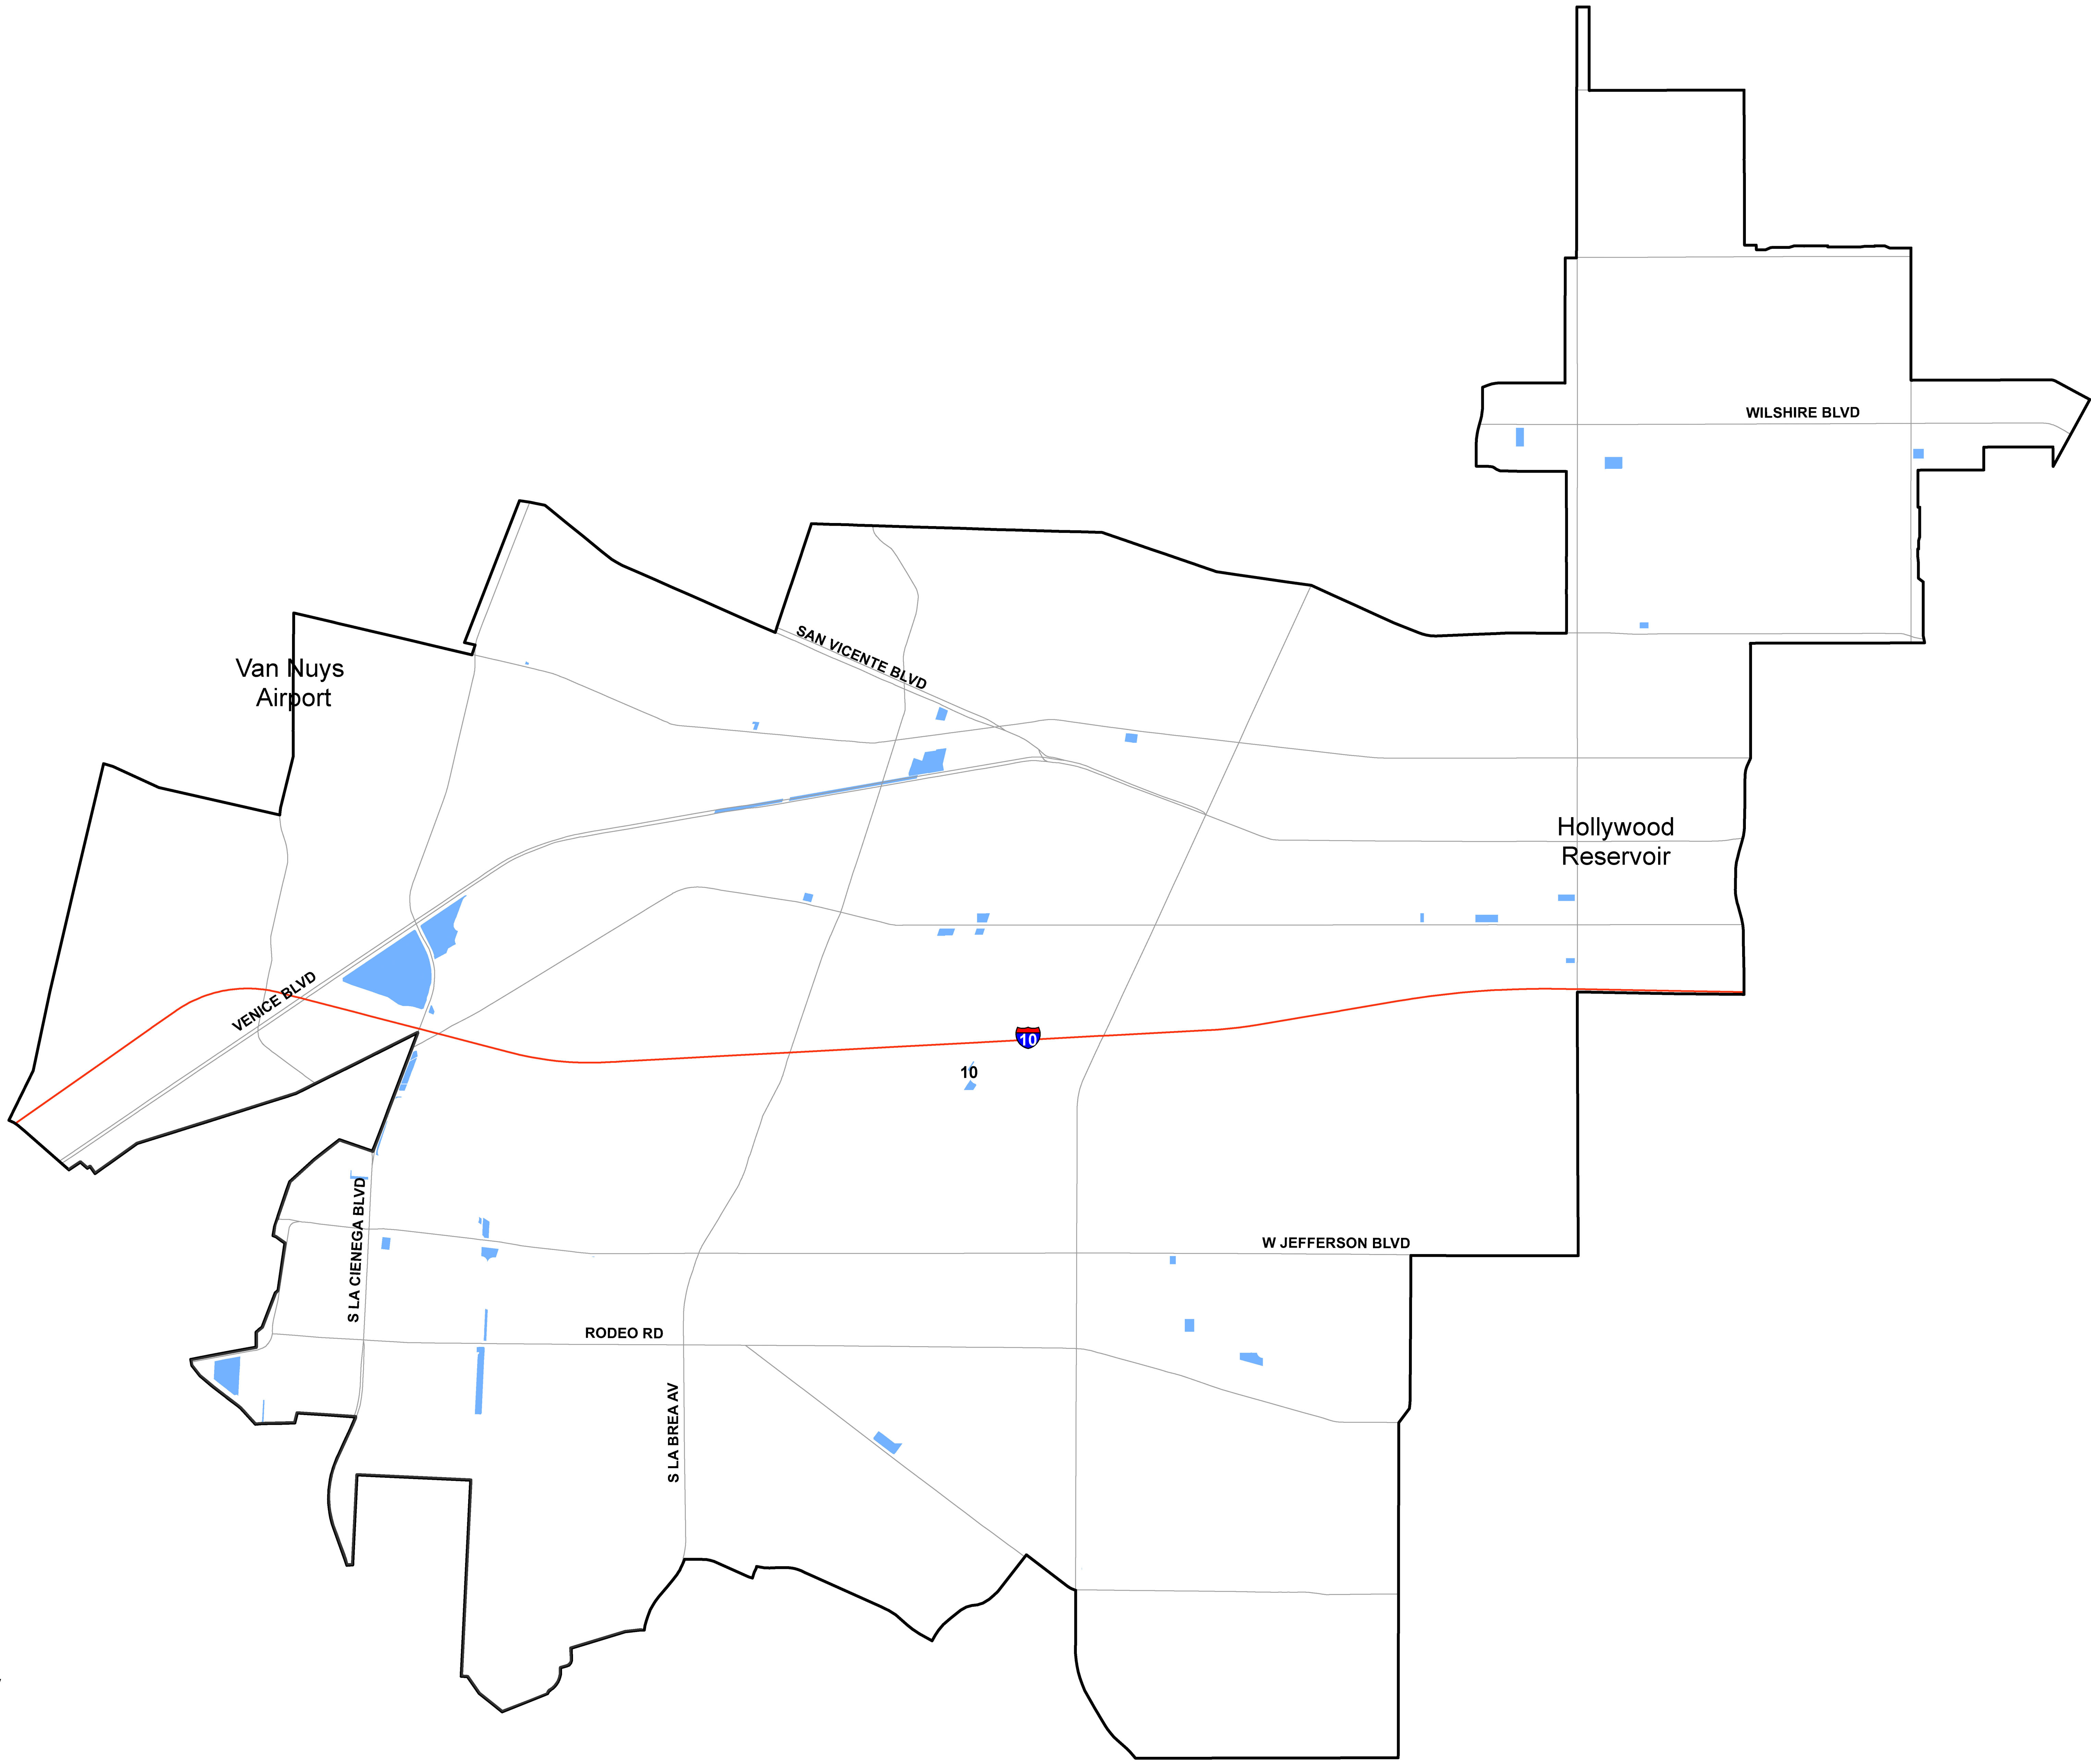 WILSHIRE BLVD
SAN VICENTE BLVD
Van Nuys
Airport
Hollywood
Reservoir
VENICE BLVD
10
10
S LA CIENEGA BLVD
W JEFFERSON BLVD
RODEO RD
S LA BREA AV